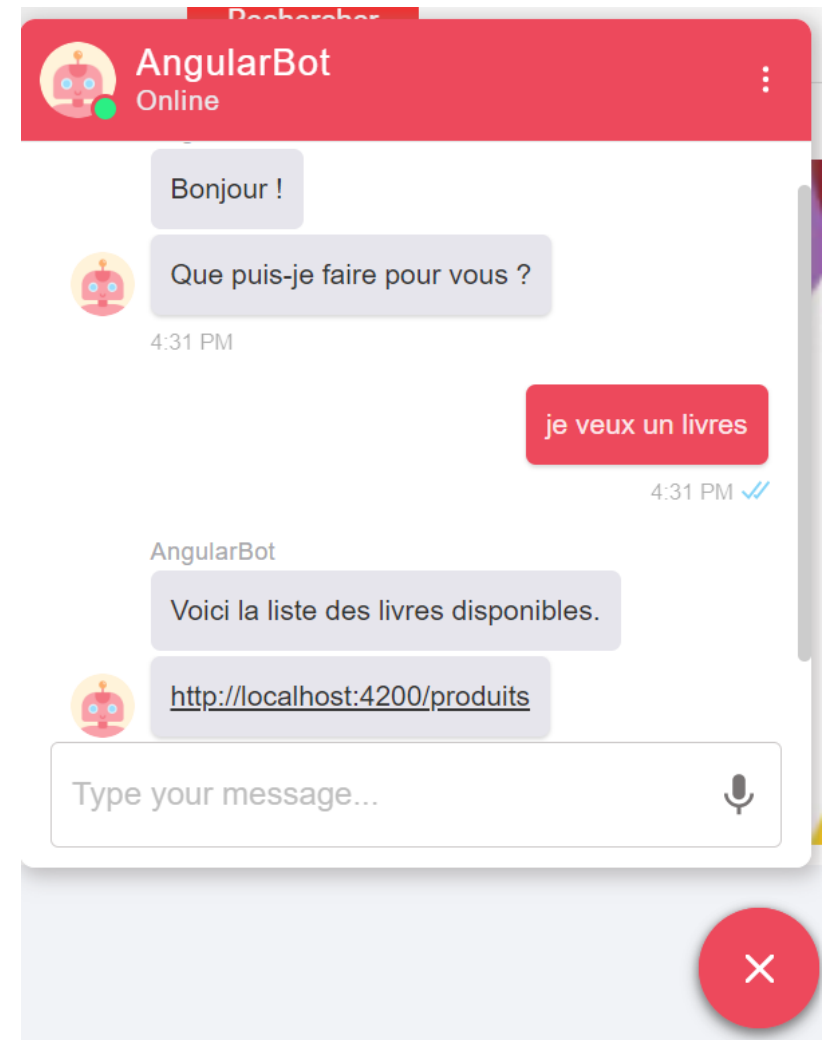 Rechercher
AngularBot
Online
Bonjour !
Que puis-je faire pour vous ?
4:31 PM
je veux un livres
4:31 PM
AngularBot
Voici la liste des livres disponibles.
http://localhost:4200/produits
Type your message...